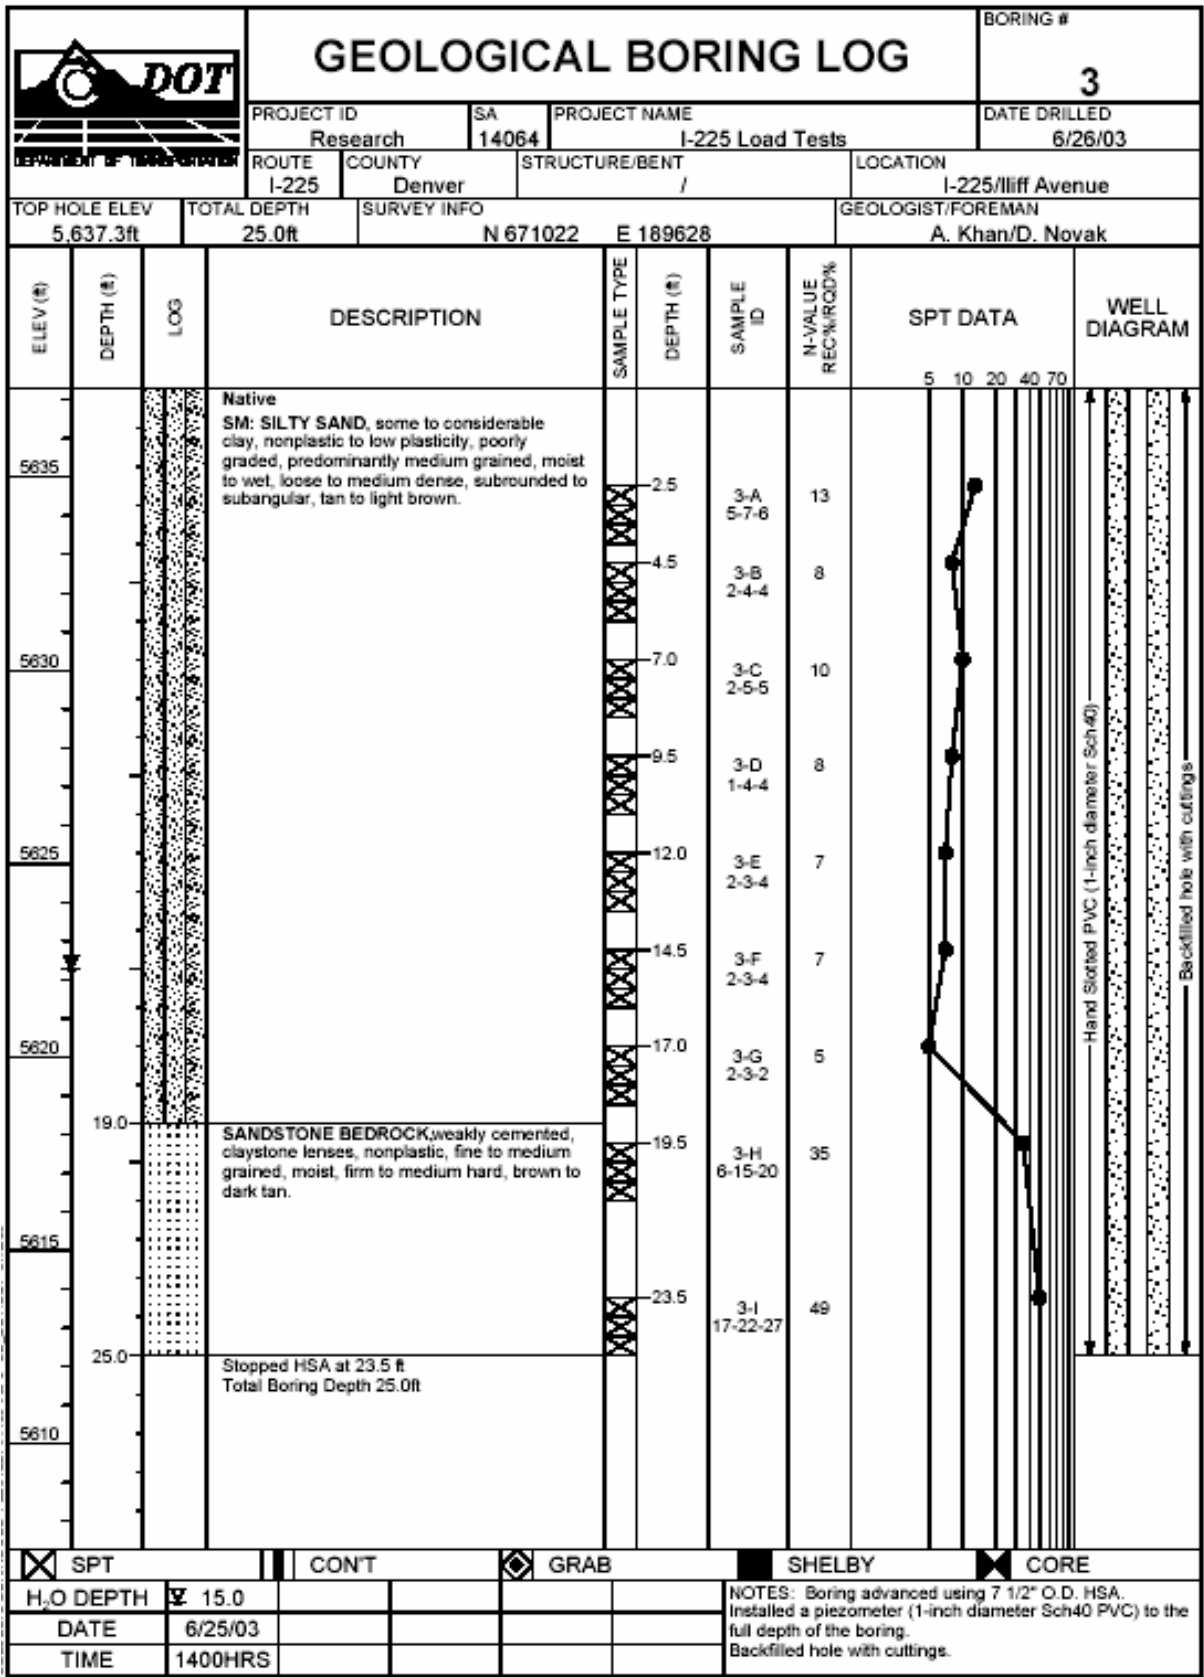 BORING #
GEOLOGICAL BORING LOG
3
DOT
DEPARTMENT OF TRANSPORTATION
PROJECT ID
Research
SA
14064
PROJECT NAME
I-225 Load Tests
DATE DRILLED
6/26/03
ROUTE
I-225
COUNTY
Denver
STRUCTURE/BENT
/
LOCATION
I-225/Iliff Avenue
TOP HOLE ELEV
5,637.3ft
TOTAL DEPTH
25.0ft
SURVEY INFO
N 671022 E 189628
GEOLOGIST/FOREMAN
A. Khan/D. Novak
ELEV (ft)
DEPTH (ft)
LOG
DESCRIPTION
SAMPLE TYPE
DEPTH (ft)
SAMPLE ID
N-VALUE
REC%/RQD%
SPT DATA
WELL DIAGRAM
5 10 20 40 70
Native
SM: SILTY SAND, some to considerable
clay, nonplastic to low plasticity, poorly
graded, predominantly medium grained, moist
to wet, loose to medium dense, subrounded to
subangular, tan to light brown.
5635
2.5
3-A
5-7-6
13
4.5
3-B
2-4-4
8
5630
7.0
3-C
2-5-5
10
9.5
3-D
1-4-4
8
5625
12.0
3-E
2-3-4
7
14.5
3-F
2-3-4
7
5620
17.0
3-G
2-3-2
5
Hand Slotted PVC (1-inch diameter Sch40)
Backfilled hole with cuttings
19.0
SANDSTONE BEDROCK,weakly cemented,
claystone lenses, nonplastic, fine to medium
grained, moist, firm to medium hard, brown to
dark tan.
19.5
3-H
6-15-20
35
5615
23.5
3-I
17-22-27
49
25.0
Stopped HSA at 23.5 ft
Total Boring Depth 25.0ft
5610
SPT
CON'T
GRAB
SHELBY
CORE
H2O DEPTH
15.0
DATE
6/25/03
TIME
1400HRS
NOTES: Boring advanced using 7 1/2" O.D. HSA.
Installed a piezometer (1-inch diameter Sch40 PVC) to the
full depth of the boring.
Backfilled hole with cuttings.